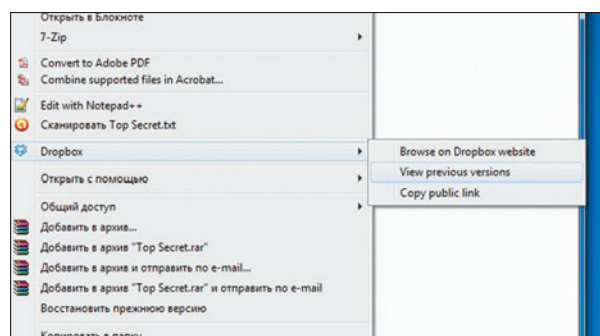 Открыть в Блокноте
7-Zip
Convert to Adobe PDF
Combine supported files in Acrobat...
Edit with Notepad++
Сканировать Top Secret.txt
Dropbox
Browse on Dropbox website
View previous versions
Copy public link
Открыть с помощью
Общий доступ
Добавить в архив...
Добавить в архив "Top Secret.rar"
Добавить в архив и отправить по e-mail...
Добавить в архив "Top Secret.rar" и отправить по e-mail
Восстановить прежнюю версию
Копировать в папку